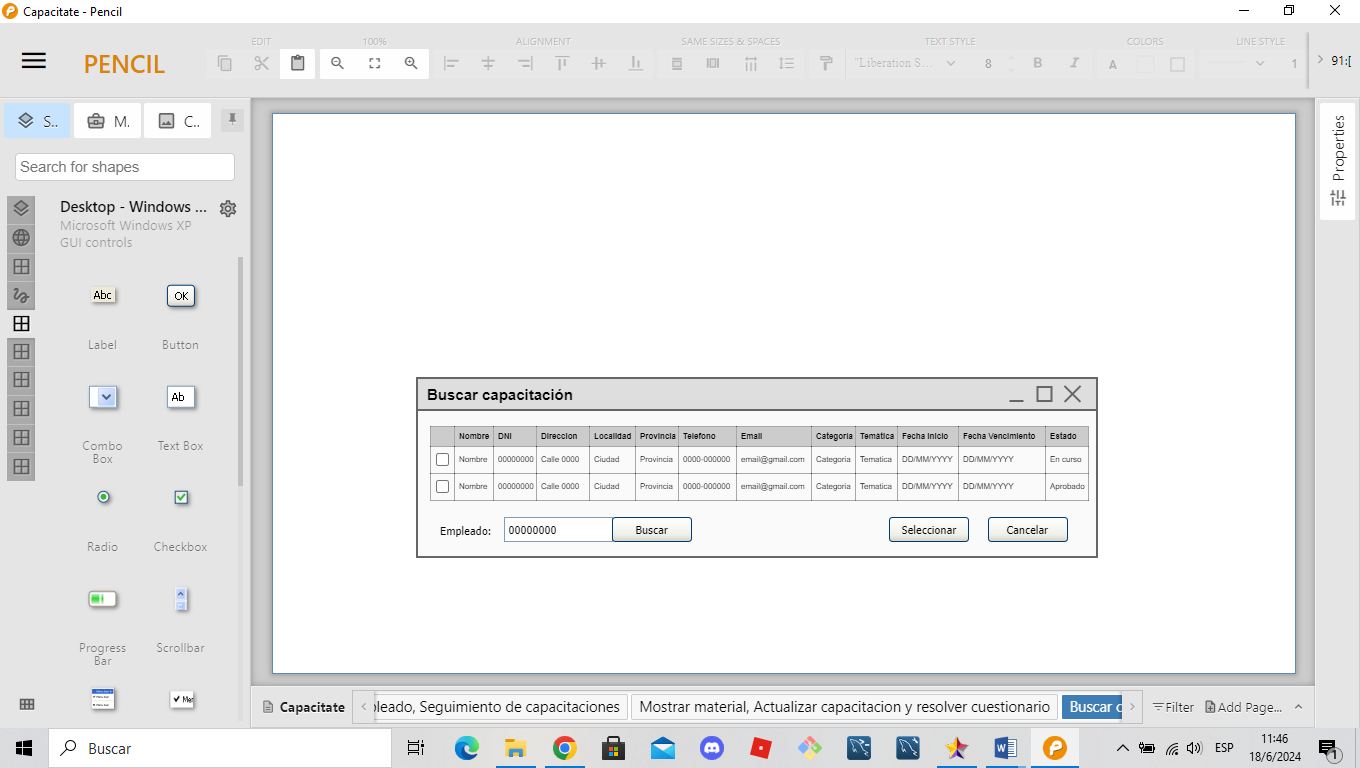 Capacitate - Pencil
EDIT 100% ALIGNMENT SAME SIZES & SPACES TEXT STYLE COLORS LINE STYLE
PENCIL
"Liberation S... 8 B I A 1 91:[
S.. M. C..
Properties
Search for shapes
Desktop - Windows ...
Microsoft Windows XP
GUI controls
Abc OK
Label Button
Ab
Combo Box Text Box
Radio Checkbox
Progress Bar Scrollbar
Buscar capacitación
Nombre DNI Direccion Localidad Provincia Telefono Email Categoria Temática Fecha Inicio Fecha Vencimiento Estado
Nombre 00000000 Calle 0000 Ciudad Provincia 0000-000000 email@gmail.com Categoria Tematica DD/MM/YYYY DD/MM/YYYY En curso
Nombre 00000000 Calle 0000 Ciudad Provincia 0000-000000 email@gmail.com Categoria Tematica DD/MM/YYYY DD/MM/YYYY Aprobado
Empleado: 00000000 Buscar Seleccionar Cancelar
Capacitate pleado, Seguimiento de capacitaciones Mostrar material, Actualizar capacitacion y resolver cuestionario Buscar c Filter Add Page...
Buscar
ESP
11:46
18/6/2024
1